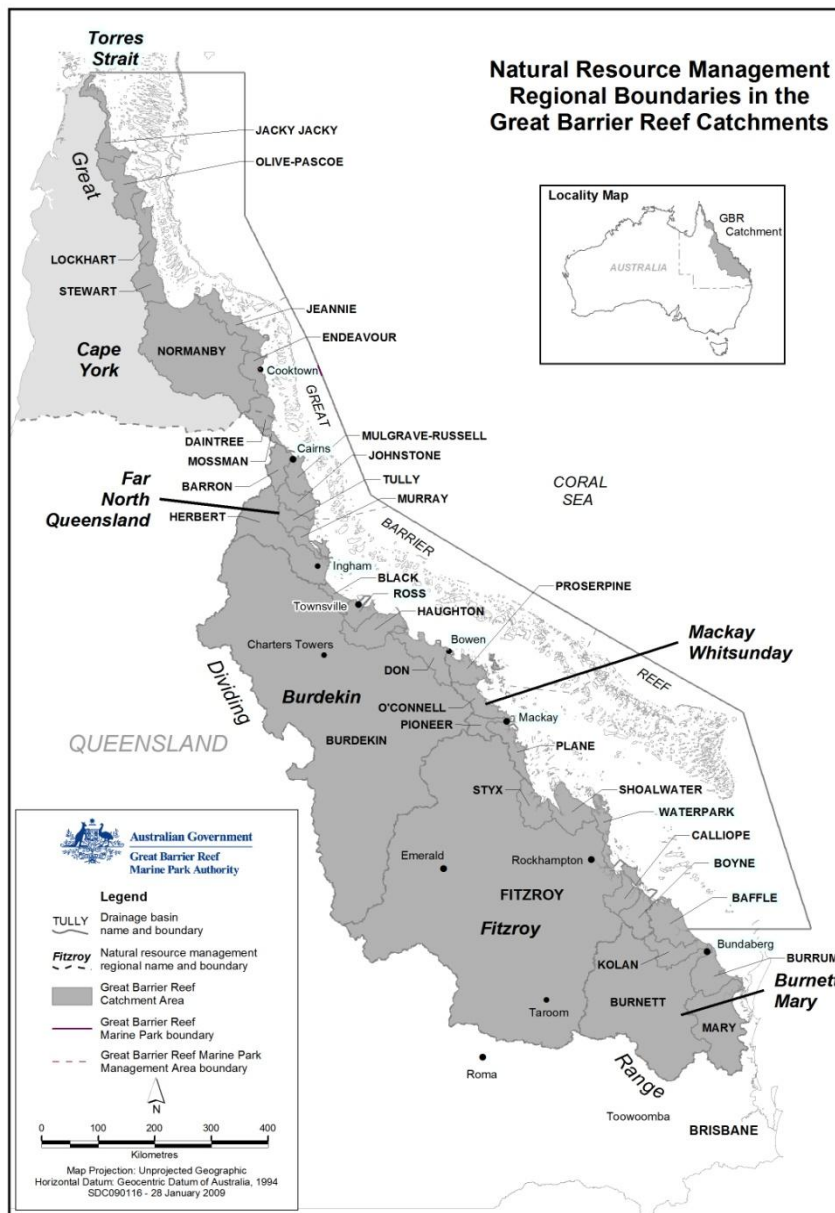 Torres
Strait
Natural Resource Management
Regional Boundaries in the
Great Barrier Reef Catchments
JACKY JACKY
OLIVE-PASCOE
Great
Locality Map
GBR
Catchment
AUSTRALIA
LOCKHART
STEWART
JEANNIE
ENDEAVOUR
NORMANBY
Cape
York
Cooktown
GREAT
DAINTREE
MOSSMAN
BARRON
MULGRAVE-RUSSELL
Cairns
JOHNSTONE
TULLY
MURRAY
Far
North
Queensland
HERBERT
CORAL
SEA
BARRIER
Ingham
BLACK
ROSS
HAUGHTON
Townsville
PROSERPINE
Bowen
Mackay
Whitsunday
Charters Towers
DON
REEF
Dividing
Burdekin
O'CONNELL
PIONEER
Mackay
QUEENSLAND
BURDEKIN
PLANE
STYX
SHOALWATER
WATERPARK
CALLIOPE
BOYNE
BAFFLE
Emerald
Rockhampton
FITZROY
Fitzroy
Bundaberg
KOLAN
BURRUM
Burnett
Mary
BURNETT
MARY
Taroom
Roma
Range
Toowoomba
BRISBANE
Australian Government
Great Barrier Reef
Marine Park Authority
Legend
TULLY Drainage basin
name and boundary
Fitzroy Natural resource management
regional name and boundary
Great Barrier Reef
Catchment Area
Great Barrier Reef
Marine Park boundary
Great Barrier Reef Marine Park
Management Area boundary
N
0 100 200 300 400
Kilometres
Map Projection: Unprojected Geographic
Horizontal Datum: Geocentric Datum of Australia, 1994
SDC090116 - 28 January 2009